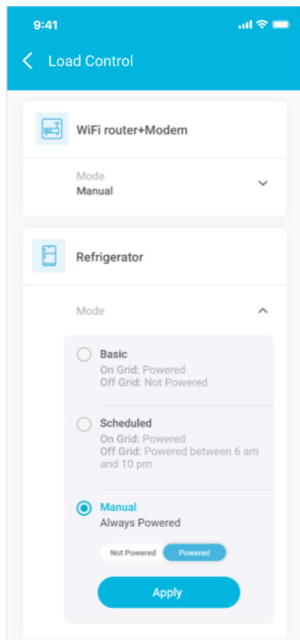 9:41
Load Control
WiFi router+Modem
Mode
Manual
Refrigerator
Mode
Basic
On Grid: Powered
Off Grid: Not Powered
Scheduled
On Grid: Powered
Off Grid: Powered between 6 am
and 10 pm
Manual
Always Powered
Not Powered Powered
Apply